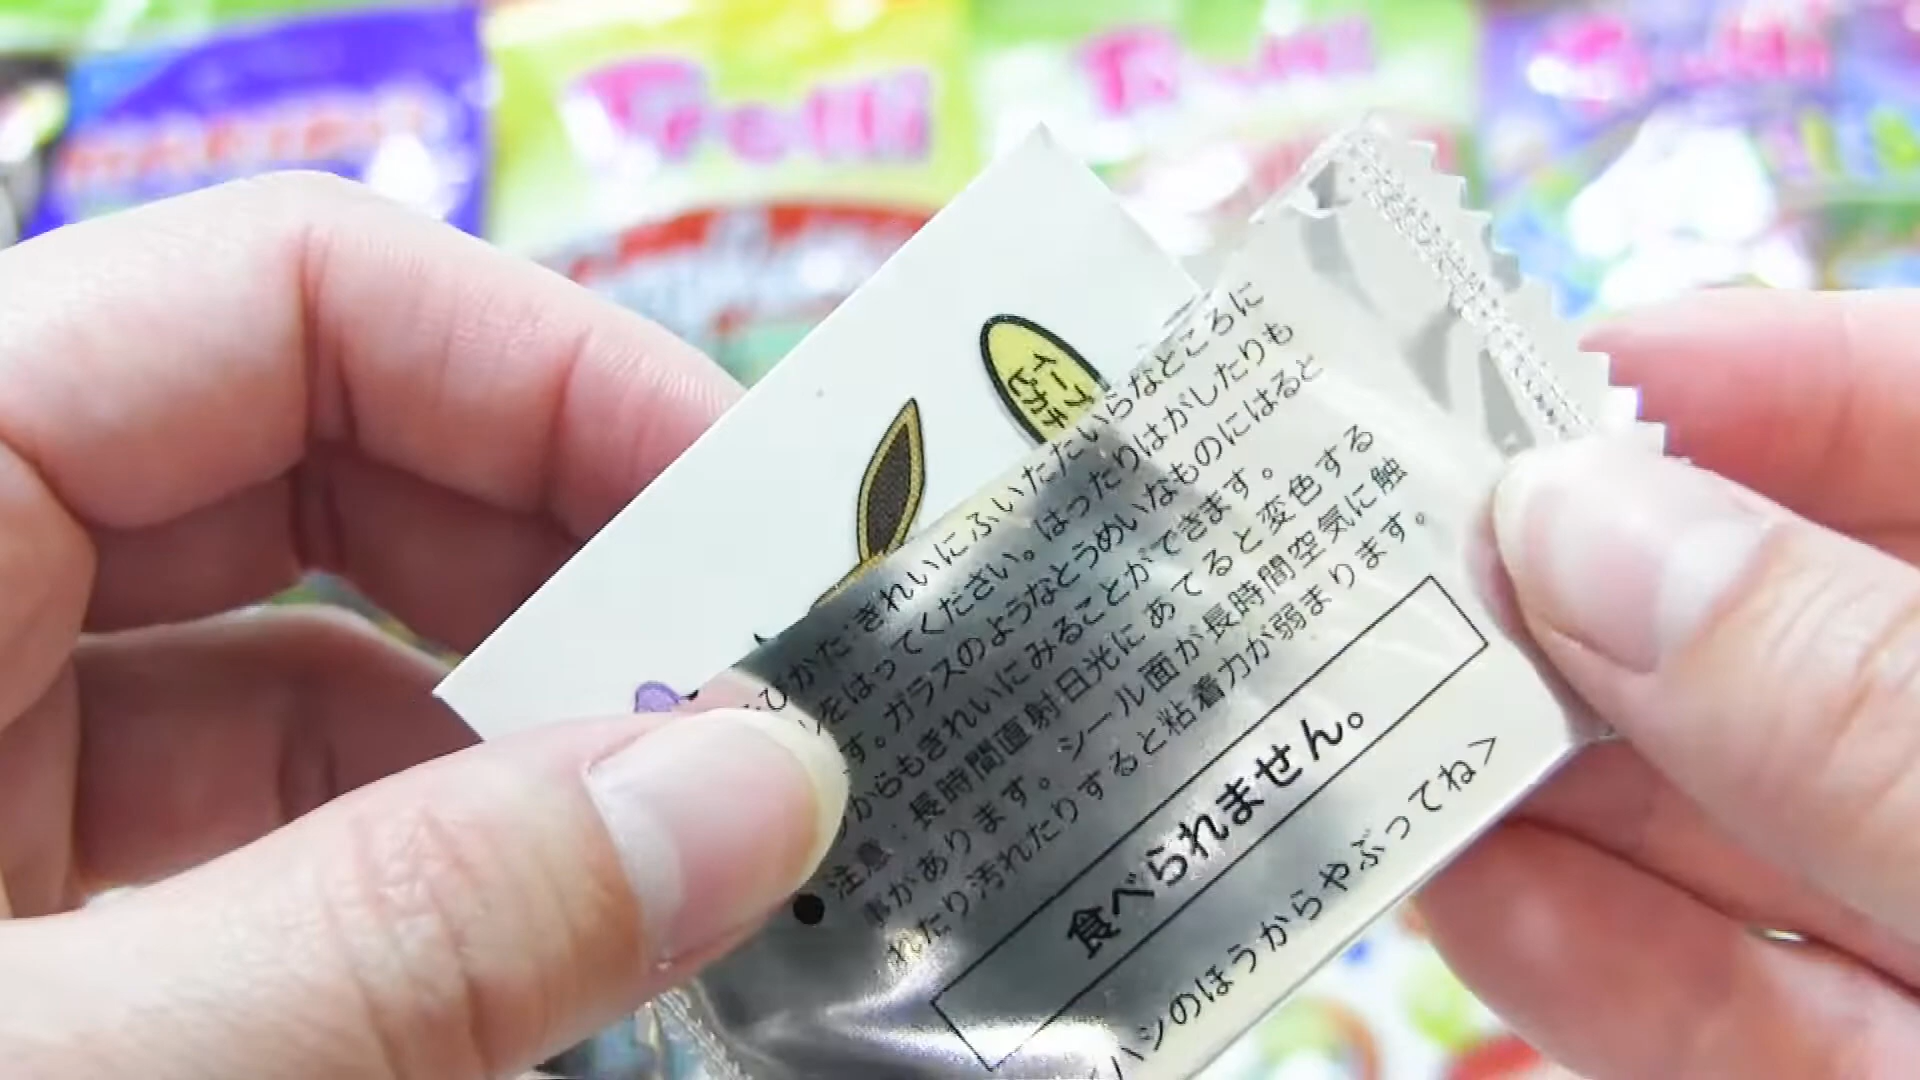 Trolli
イーブ
ピカチ
びかた:きれいにふいたたいらなところに
をはってください。はったりはがしたりも
す。ガラスのようなとうめいなものにはると
からもきれいにみることができます。
●注意:長時間直射日光にあてると変色する
事があります。シール面が長時間空気に触
れたり汚れたりすると粘着力が弱まります。
食べられません。
ハシのほうからやぶってね>